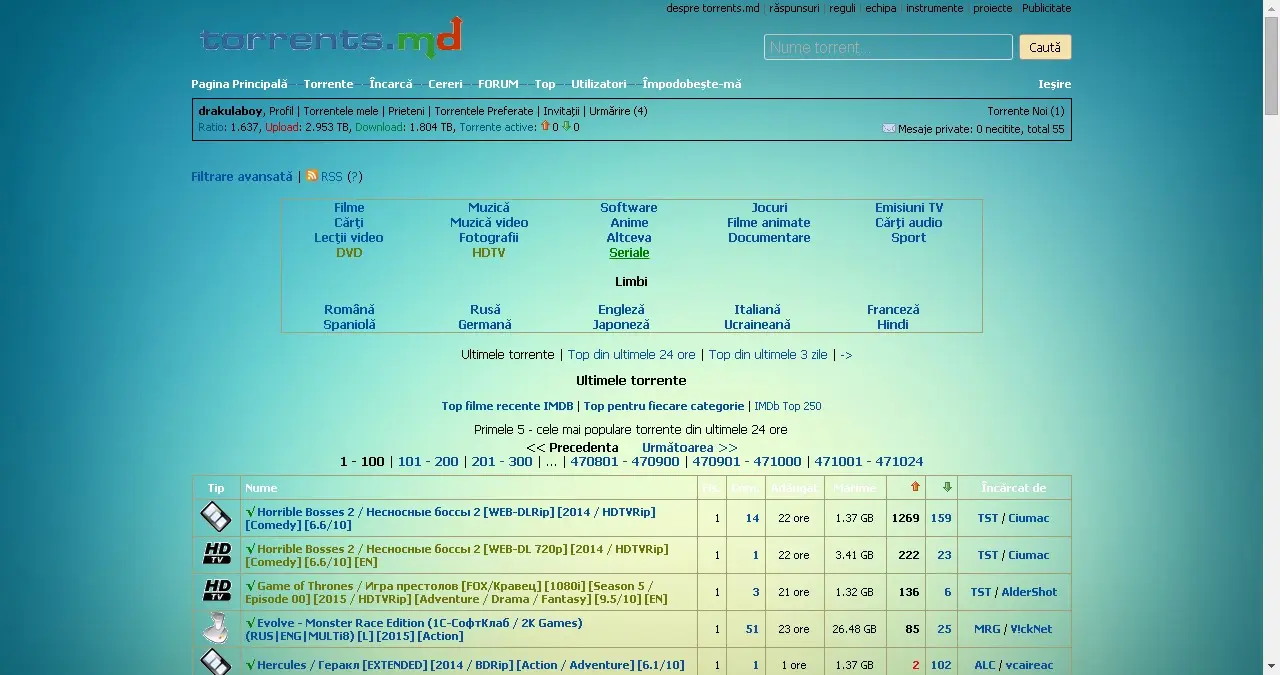 despre torrents.md | răspunsuri | reguli | echipa | instrumente | proiecte Publicitate
torrents.md
Nume torrent... Caută
Pagina Principală Torrente Încarcă Cereri FORUM Top Utilizatori Împodobește-mă Ieșire
drakulaboy, Profil | Torrentele mele | Prieteni | Torrentele Preferate | Invitații | Urmărire (4) Torrente Noi (1)
Ratio: 1.637, Upload: 2.953 TB, Download: 1.804 TB, Torrente active: 0 0 Mesaje private: 0 necitite, total 55
Filtrare avansată | RSS (?)
Filme Muzică Software Jocuri Emisiuni TV
Cărți Muzică video Anime Filme animate Cărți audio
Lecții video Fotografii Altceva Documentare Sport
DVD HDTV Seriale
Limbi
Română Rusă Engleză Italiană Franceză
Spaniolă Germană Japoneză Ucraineană Hindi
Ultimele torrente | Top din ultimele 24 ore | Top din ultimele 3 zile | ->
Ultimele torrente
Top filme recente IMDB | Top pentru fiecare categorie | IMDb Top 250
Primele 5 - cele mai populare torrente din ultimele 24 ore
<< Precedenta Următoarea >>
1 - 100 | 101 - 200 | 201 - 300 | ... | 470801 - 470900 | 470901 - 471000 | 471001 - 471024
Tip Nume Adăugat Mărime Încărcat de
√ Horrible Bosses 2 / Несносные боссы 2 [WEB-DLRip] [2014 / HDTVRip]
[Comedy] [6.6/10] 1 14 22 ore 1.37 GB 1269 159 TST / Ciumac
HD TV √ Horrible Bosses 2 / Несносные боссы 2 [WEB-DL 720p] [2014 / HDTVRip]
[Comedy] [6.6/10] [EN] 1 1 22 ore 3.41 GB 222 23 TST / Ciumac
HD TV √ Game of Thrones / Игра престолов [FOX/Кравец] [1080i] [Season 5 /
Episode 00] [2015 / HDTVRip] [Adventure / Drama / Fantasy] [9.5/10] [EN] 1 3 21 ore 1.32 GB 136 6 TST / AlderShot
√ Evolve - Monster Race Edition (1С-СофтКлаб / 2K Games)
(RUS|ENG|MULTi8) [L] [2015] [Action] 1 51 23 ore 26.48 GB 85 25 MRG / V!ckNet
√ Hercules / Геракл [EXTENDED] [2014 / BDRip] [Action / Adventure] [6.1/10] 1 1 1 ore 1.37 GB 2 102 ALC / vcaireac